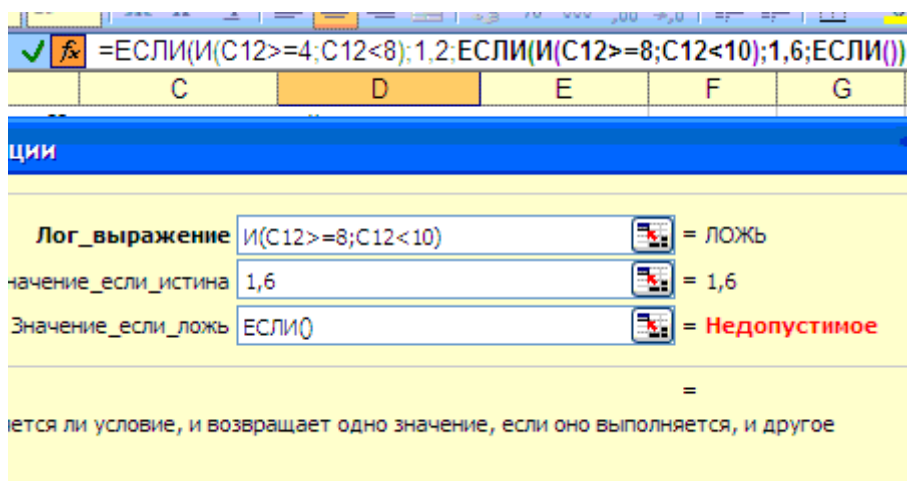 =ЕСЛИ(И(C12>=4;C12<8);1,2;ЕСЛИ(И(C12>=8;C12<10);1,6;ЕСЛИ())
C D E F G
ции
Лог_выражение И(C12>=8;C12<10) = ЛОЖЬ
начение_если_истина 1,6 = 1,6
Значение_если_ложь ЕСЛИ() = Недопустимое
=
ется ли условие, и возвращает одно значение, если оно выполняется, и другое